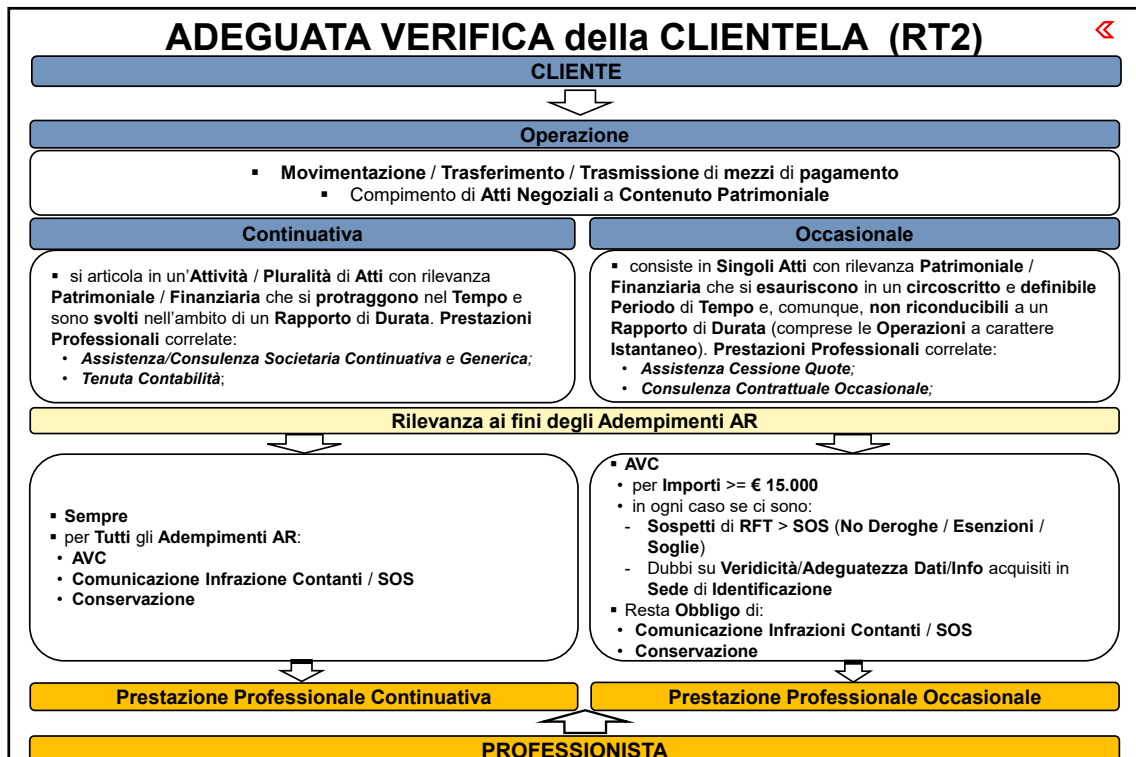 ADEGUATA VERIFICA della CLIENTELA (RT2)
CLIENTE
Operazione
▪ Movimentazione / Trasferimento / Trasmissione di mezzi di pagamento
▪ Compimento di Atti Negoziali a Contenuto Patrimoniale
Continuativa
▪ si articola in un'Attività / Pluralità di Atti con rilevanza
Patrimoniale / Finanziaria che si protraggono nel Tempo e
sono svolti nell'ambito di un Rapporto di Durata. Prestazioni
Professionali correlate:
• Assistenza/Consulenza Societaria Continuativa e Generica;
• Tenuta Contabilità;
Occasionale
▪ consiste in Singoli Atti con rilevanza Patrimoniale /
Finanziaria che si esauriscono in un circoscritto e definibile
Periodo di Tempo e, comunque, non riconducibili a un
Rapporto di Durata (comprese le Operazioni a carattere
Istantaneo). Prestazioni Professionali correlate:
• Assistenza Cessione Quote;
• Consulenza Contrattuale Occasionale;
Rilevanza ai fini degli Adempimenti AR
▪ Sempre
▪ per Tutti gli Adempimenti AR:
• AVC
• Comunicazione Infrazione Contanti / SOS
• Conservazione
▪ AVC
• per Importi >= € 15.000
• in ogni caso se ci sono:
- Sospetti di RFT > SOS (No Deroghe / Esenzioni /
Soglie)
- Dubbi su Veridicità/Adeguatezza Dati/Info acquisiti in
Sede di Identificazione
▪ Resta Obbligo di:
• Comunicazione Infrazioni Contanti / SOS
• Conservazione
Prestazione Professionale Continuativa
Prestazione Professionale Occasionale
PROFESSIONISTA